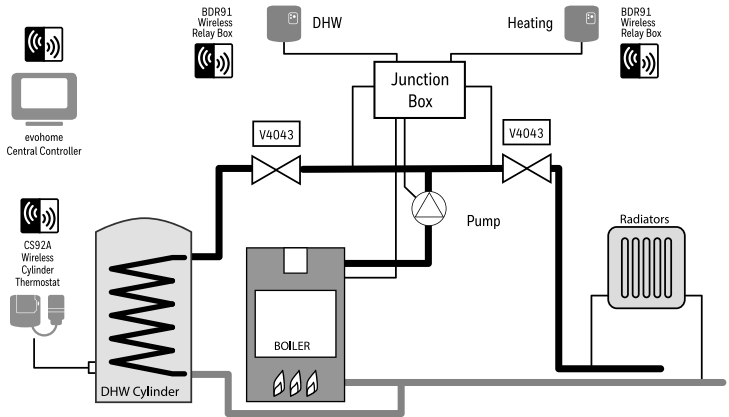 BDR91
Wireless
Relay Box
DHW
Heating
BDR91
Wireless
Relay Box
Junction
Box
evohome
Central Controller
V4043
V4043
CS92A
Wireless
Cylinder
Thermostat
Pump
Radiators
BOILER
DHW Cylinder